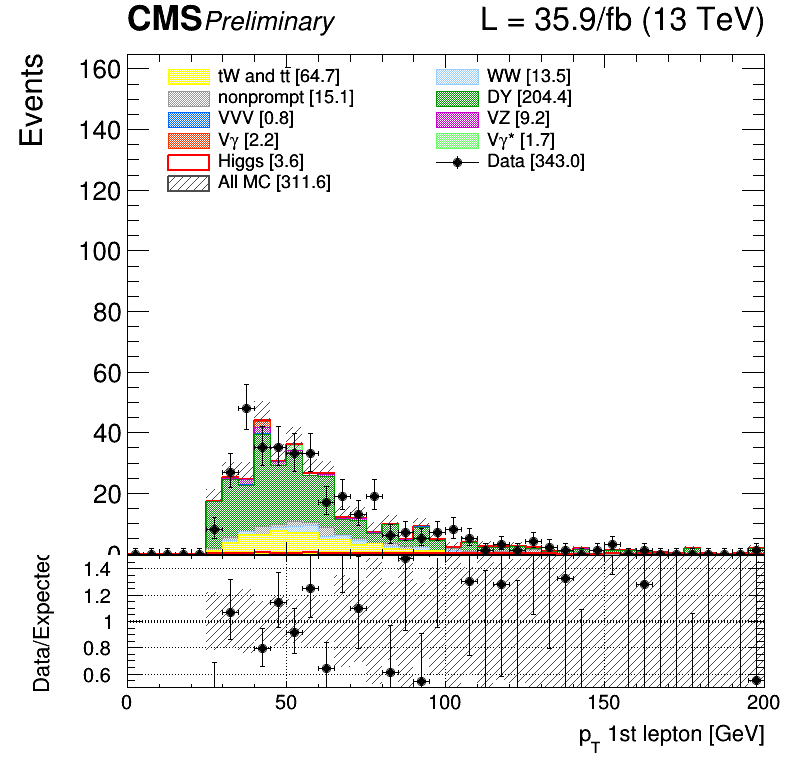 CMS Preliminary L = 35.9/fb (13 TeV)
Events
160
140
120
100
80
60
40
20
0
tW and tt̄ [64.7]
nonprompt [15.1]
VVV [0.8]
Vγ [2.2]
Higgs [3.6]
All MC [311.6]
WW [13.5]
DY [204.4]
VZ [9.2]
Vγ* [1.7]
Data [343.0]
Data/Expected
1.4
1.2
1
0.8
0.6
0 50 100 150 200
pT 1st lepton [GeV]